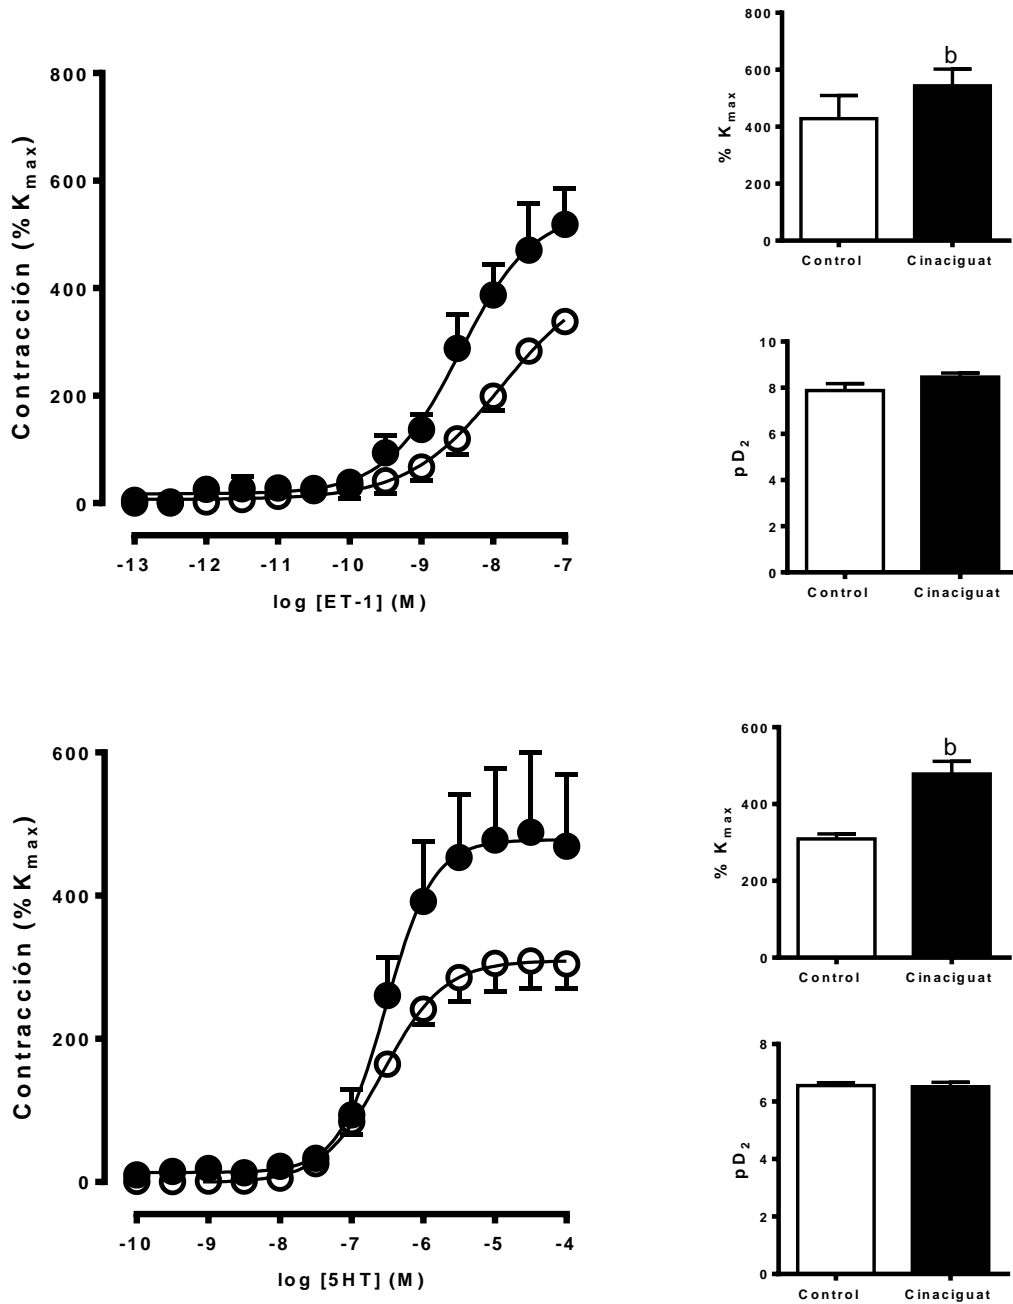 Contracción (%Kmax)
800
600
400
200
0
-13 -12 -11 -10 -9 -8 -7
log [ET-1] (M)
% Kmax
800
600
400
200
0
b
Control Cinaciguat
pD2
10
8
6
4
2
0
Control Cinaciguat
Contracción (%Kmax)
600
400
200
0
-10 -9 -8 -7 -6 -5 -4
log [5HT] (M)
% Kmax
600
400
200
0
b
Control Cinaciguat
pD2
8
6
4
2
0
Control Cinaciguat